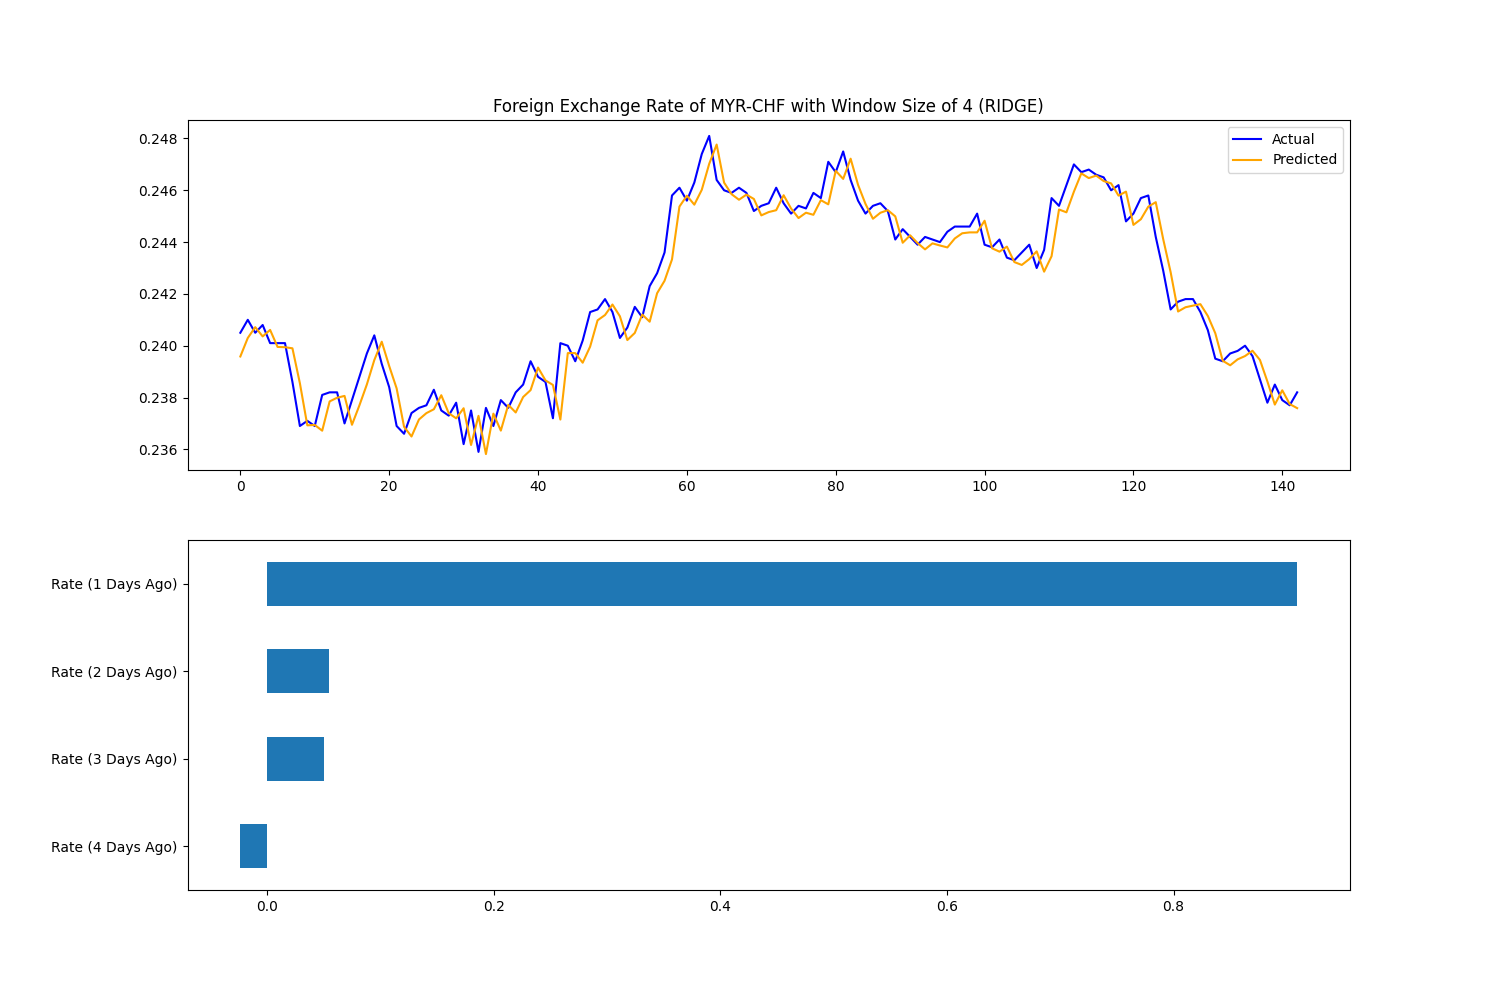 Foreign Exchange Rate of MYR-CHF with Window Size of 4 (RIDGE)
0.248
0.246
0.244
0.242
0.240
0.238
0.236
Actual
Predicted
0 20 40 60 80 100 120 140
Rate (1 Days Ago)
Rate (2 Days Ago)
Rate (3 Days Ago)
Rate (4 Days Ago)
0.0 0.2 0.4 0.6 0.8